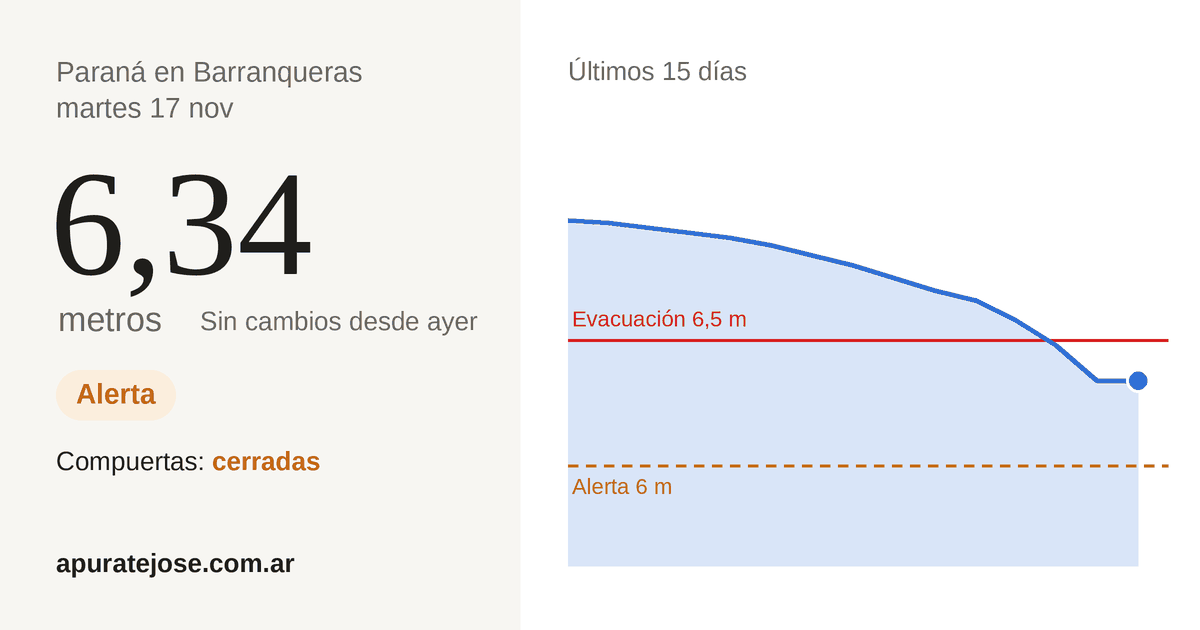 Paraná en Barranqueras
martes 17 nov
6,34
metros
Sin cambios desde ayer
Alerta
Compuertas: cerradas
apuratejose.com.ar
Últimos 15 días
Evacuación 6,5 m
Alerta 6 m